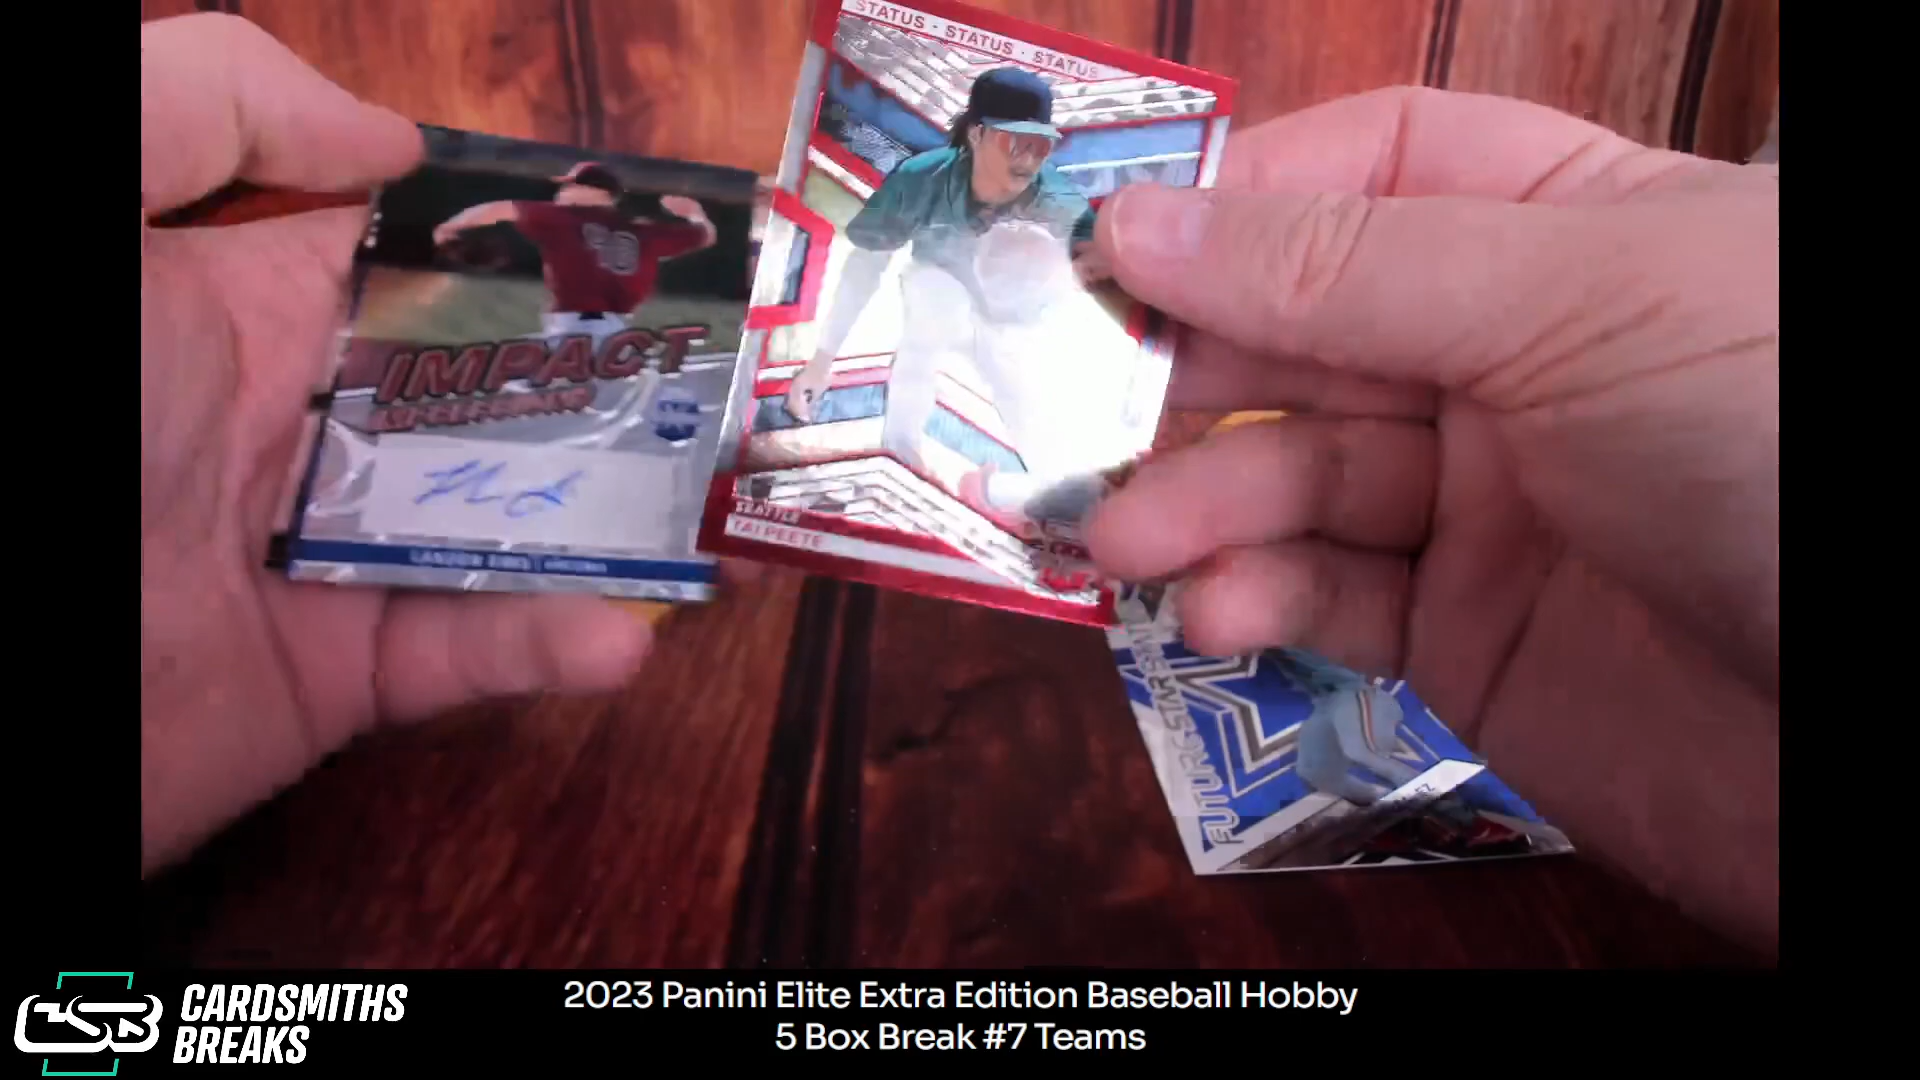 STATUS - STATUS - STATUS
IMPACT
SEATTLE
TAI PEETE
FUTURE STARS
CSB CARDSMITHS
BREAKS
2023 Panini Elite Extra Edition Baseball Hobby
5 Box Break #7 Teams